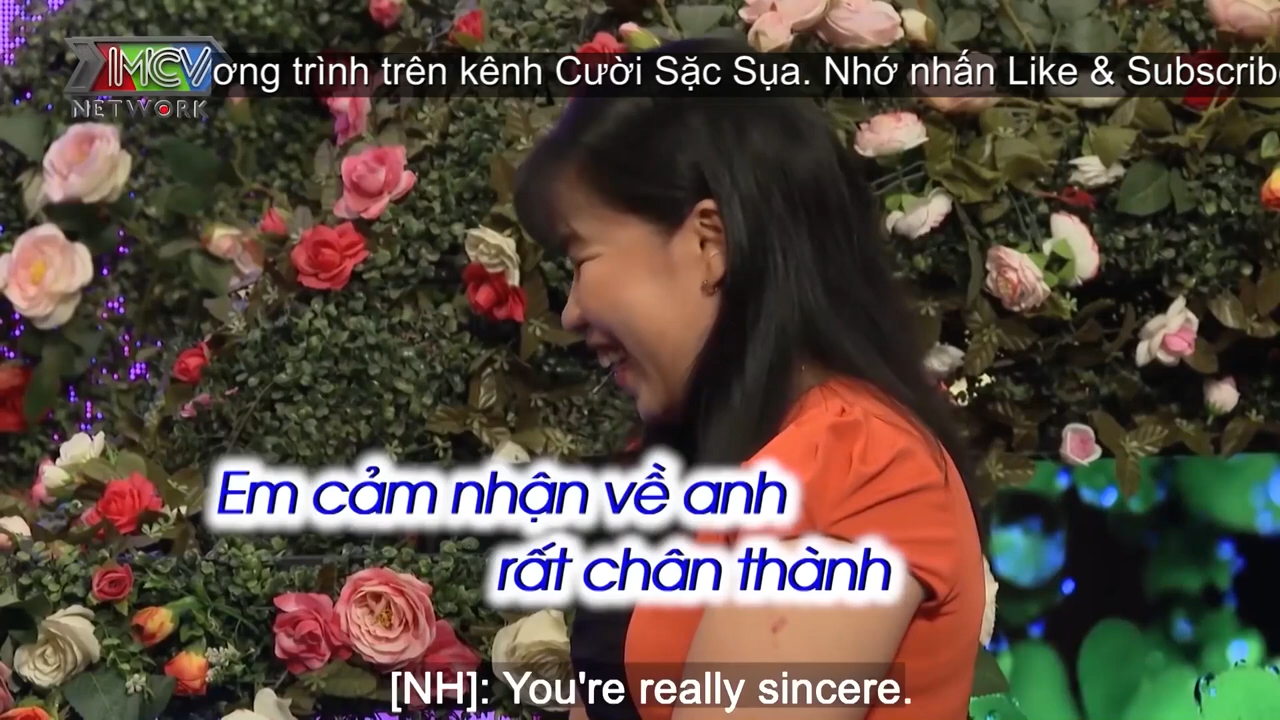 MCV
NETWORK
ơng trình trên kênh Cười Sặc Sụa. Nhớ nhấn Like & Subscribe
Em cảm nhận về anh
rất chân thành
[NH]: You're really sincere.